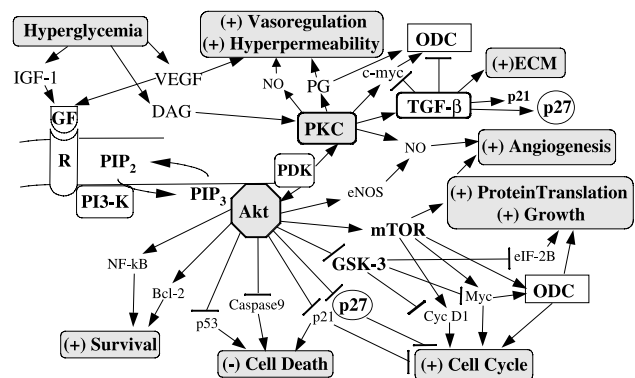 Hyperglycemia
(+) Vasoregulation
(+) Hyperpermeability
ODC
IGF-1
VEGF
NO
PG
c-myc
(+)ECM
GF
DAG
PKC
TGF-β
p21
p27
R
PIP2
PDK
NO
(+) Angiogenesis
PI3-K
PIP3
Akt
eNOS
(+) ProteinTranslation
(+) Growth
mTOR
NF-kB
GSK-3
eIF-2B
Bcl-2
Caspase9
p27
Myc
ODC
p53
p21
Cyc D1
(+) Survival
(-) Cell Death
(+) Cell Cycle